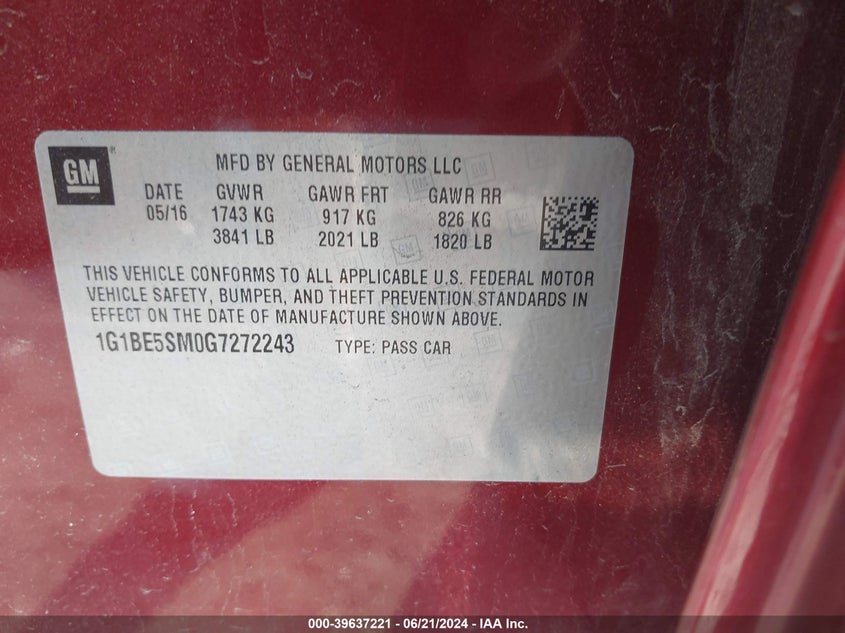 GM ®
MFD BY GENERAL MOTORS LLC
DATE GVWR GAWR FRT GAWR RR
05/16 1743 KG 917 KG 826 KG
3841 LB 2021 LB 1820 LB
THIS VEHICLE CONFORMS TO ALL APPLICABLE U.S. FEDERAL MOTOR
VEHICLE SAFETY, BUMPER, AND THEFT PREVENTION STANDARDS IN
EFFECT ON THE DATE OF MANUFACTURE SHOWN ABOVE.
1G1BE5SM0G7272243 TYPE: PASS CAR
000-39637221 - 06/21/2024 - IAA Inc.